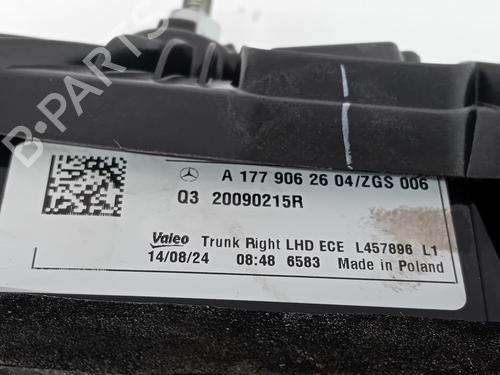 B-PARTS
A 177 906 26 04/ZGS 006
Q3 20090215R
Valeo Trunk Right LHD ECE L457896 L1
14/08/24 08:48 6583 Made in Poland